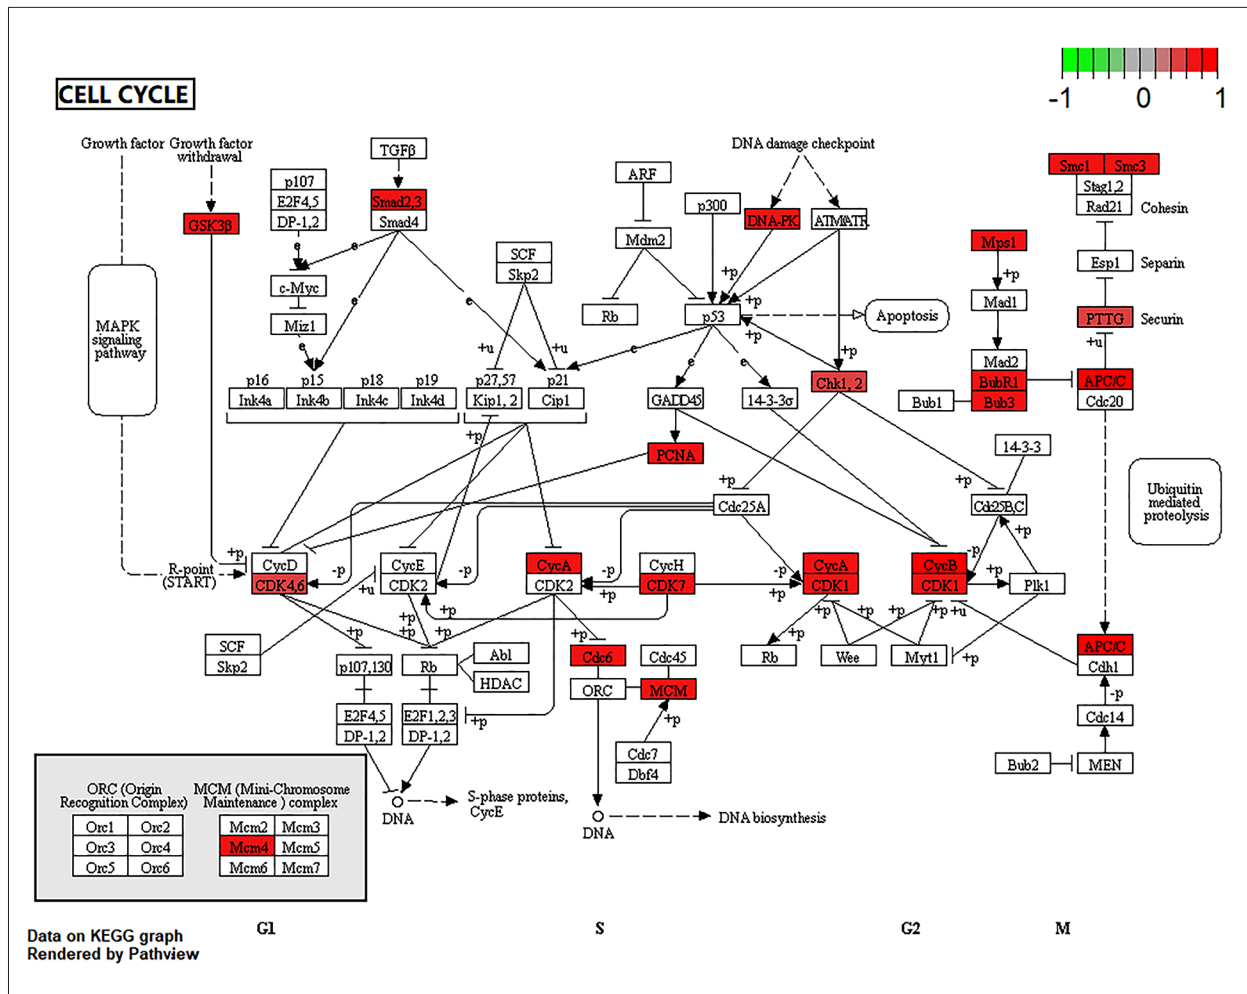 CELL CYCLE
-1 0 1
Growth factor
Growth factor
withdrawal
TGFβ
DNA damage checkpoint
p107
E2F4,5
DP-1,2
Smad2,3
Smad4
ARF
p300
DNA-PK
ATM/ATR
Smc1 Smc3
Stag1,2
Rad21
Cohesin
GSK3β
e
e
Mdm2
+p
Mps1
+p
SCF
Skp2
Esp1
Separin
c-Myc
e
e
Mad1
MAPK
signaling
pathway
Miz1
Rb
p53
+p
+p
Apoptosis
PTTG
Securin
+u
e
+u
+u
e
e
+p
Mad2
p16
Ink4a
p15
Ink4b
p18
Ink4c
p19
Ink4d
p27,57
Kip1, 2
p21
Cip1
GADD45
14-3-3σ
Chk1, 2
BubR1
Bub3
Bub1
APC/C
Cdc20
+p
PCNA
14-3-3
+p
+p
Ubiquitin
mediated
proteolysis
Cdc25A
Cdc25B,C
R-point
(START)
+p
CycD
CDK4,6
-p
CycE
CDK2
-p
CycA
CDK2
-p
+p
CycH
CDK7
-p
+p
CycA
CDK1
CycB
CDK1
-p
+p
+p
Plk1
+u
+p
+p
+p
+p
+p
+p
+p
+p
+u
SCF
Skp2
p107,130
Rb
Abl
HDAC
Cdc6
Cdc45
Rb
Wee
Myt1
+p
APC/C
Cdh1
ORC
MCM
-p
E2F4,5
DP-1,2
E2F1,2,3
DP-1,2
+p
+p
Cdc14
Cdc7
Dbf4
Bub2
MEN
DNA
S-phase proteins,
CycE
DNA
DNA biosynthesis
ORC (Origin
Recognition Complex)
Orc1 Orc2
Orc3 Orc4
Orc5 Orc6
MCM (Mini-Chromosome
Maintenance ) complex
Mcm2 Mcm3
Mcm4 Mcm5
Mcm6 Mcm7
G1 S G2 M
Data on KEGG graph
Rendered by Pathview